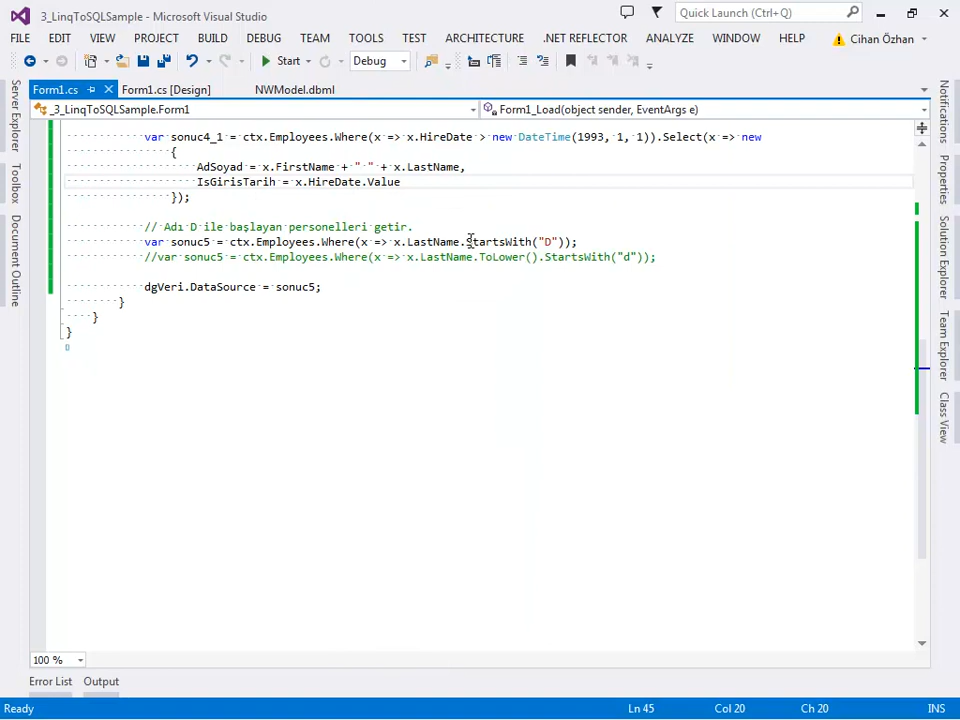 3_LinqToSQLSample - Microsoft Visual Studio
Quick Launch (Ctrl+Q)
FILE EDIT VIEW PROJECT BUILD DEBUG TEAM TOOLS TEST ARCHITECTURE .NET REFLECTOR ANALYZE WINDOW HELP Cihan Özhan
Start Debug
Form1.cs Form1.cs [Design] NWModel.dbml
_3_LinqToSQLSample.Form1 Form1_Load(object sender, EventArgs e)
var sonuc4_1 = ctx.Employees.Where(x => x.HireDate > new DateTime(1993, 1, 1)).Select(x => new
{
AdSoyad = x.FirstName + " " + x.LastName,
IsGirisTarih = x.HireDate.Value
});
// Adı D ile başlayan personelleri getir.
var sonuc5 = ctx.Employees.Where(x => x.LastName.StartsWith("D"));
//var sonuc5 = ctx.Employees.Where(x => x.LastName.ToLower().StartsWith("d"));
dgVeri.DataSource = sonuc5;
}
}
}
Server Explorer
Toolbox
Document Outline
Notifications
Properties
Solution Explorer
Team Explorer
Class View
100 %
Error List Output
Ready Ln 45 Col 20 Ch 20 INS